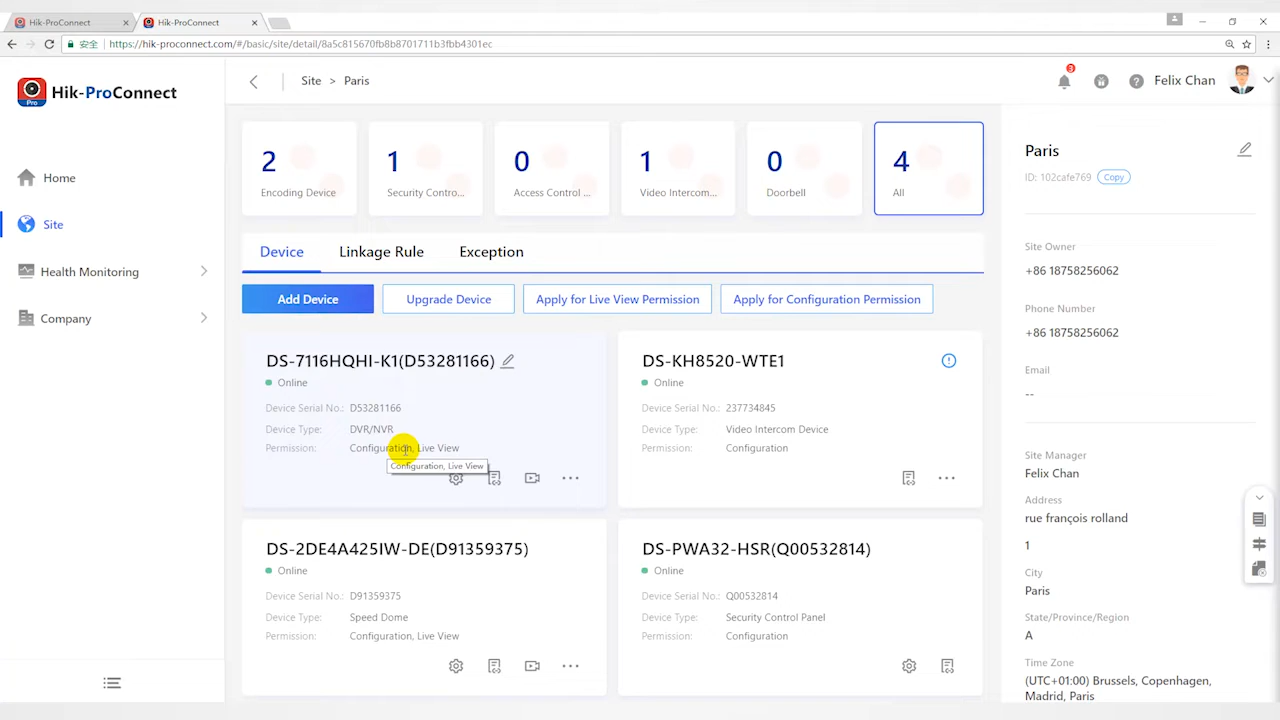 Hik-ProConnect
Hik-ProConnect
安全
https://hik-proconnect.com/#/basic/site/detail/8a5c815670fb8b8701711b3fbb4301ec
Pro
Hik-ProConnect
Site > Paris
3
Felix Chan
Home
Site
Health Monitoring
Company
2
Encoding Device
1
Security Contro...
0
Access Control ...
1
Video Intercom...
0
Doorbell
4
All
Device
Linkage Rule
Exception
Add Device
Upgrade Device
Apply for Live View Permission
Apply for Configuration Permission
DS-7116HQHI-K1(D53281166)
Online
Device Serial No.: D53281166
Device Type: DVR/NVR
Permission: Configuration, Live View
Configuration, Live View
DS-KH8520-WTE1
Online
Device Serial No.: 237734845
Device Type: Video Intercom Device
Permission: Configuration
DS-2DE4A425IW-DE(D91359375)
Online
Device Serial No.: D91359375
Device Type: Speed Dome
Permission: Configuration, Live View
DS-PWA32-HSR(Q00532814)
Online
Device Serial No.: Q00532814
Device Type: Security Control Panel
Permission: Configuration
Paris
ID: 102cafe769 Copy
Site Owner
+86 18758256062
Phone Number
+86 18758256062
Email
--
Site Manager
Felix Chan
Address
rue françois rolland
1
City
Paris
State/Province/Region
A
Time Zone
(UTC+01:00) Brussels, Copenhagen,
Madrid, Paris